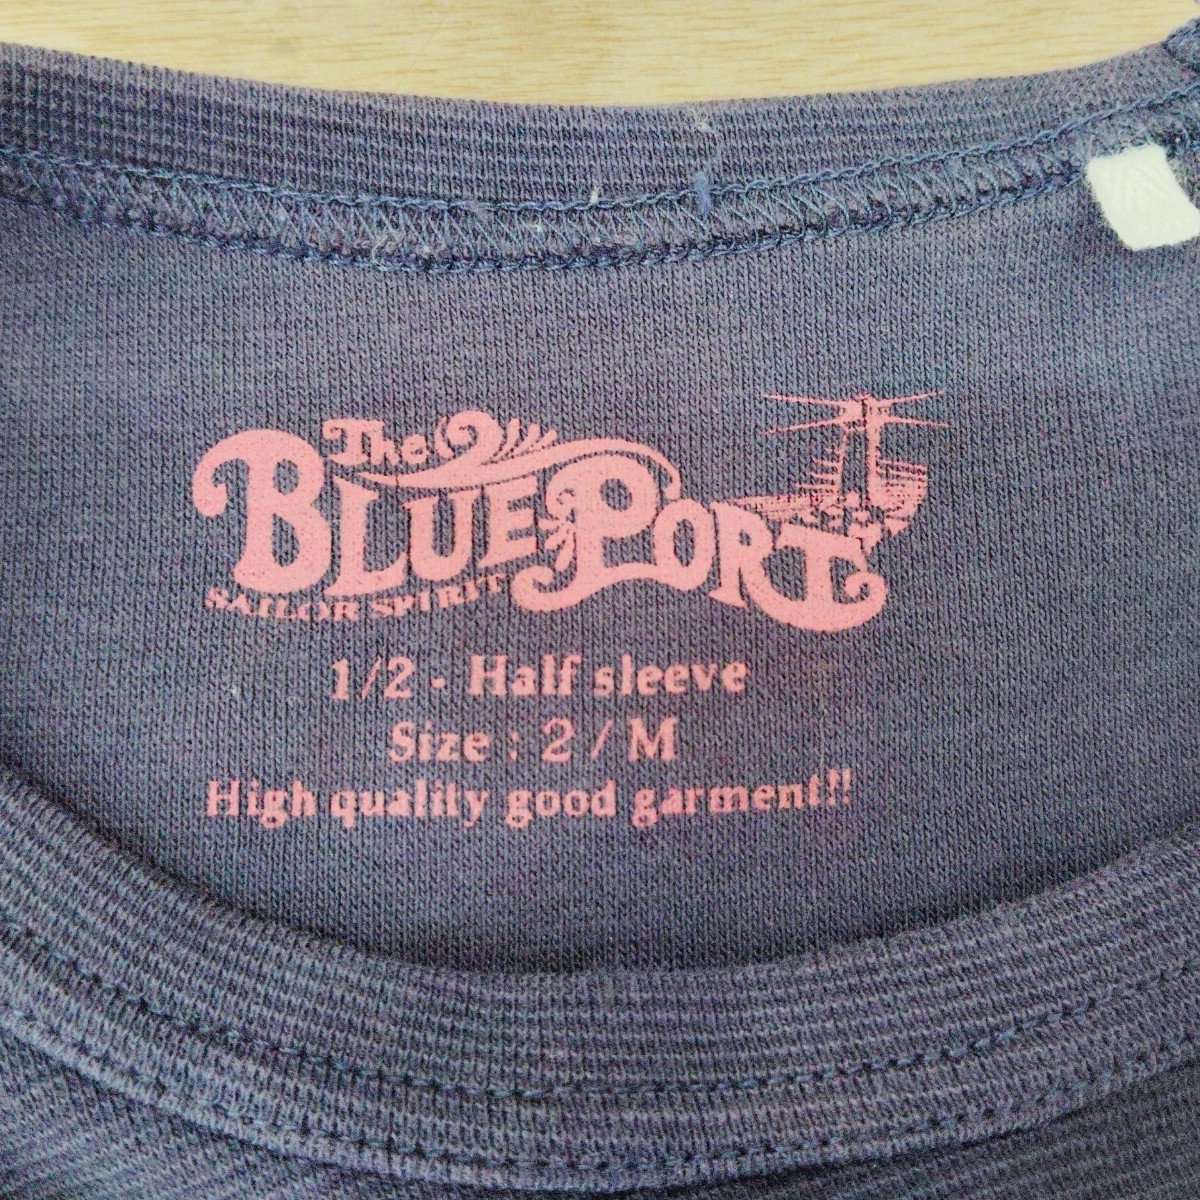 The
BLUE PORT
SAILOR SPIRIT
1/2 - Half sleeve
Size : 2 / M
High quality good garment!!